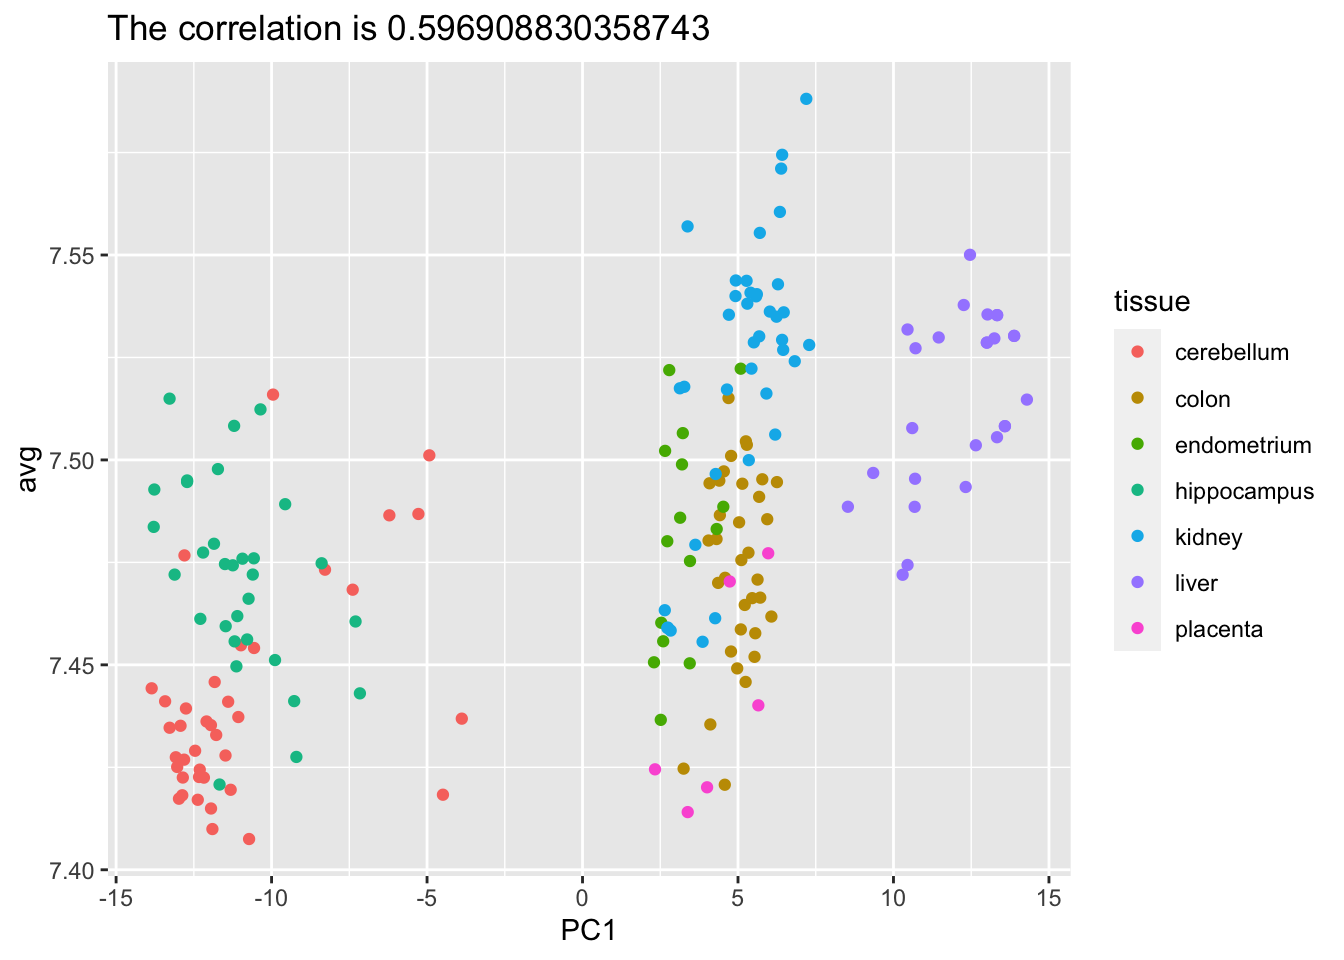 The correlation is 0.596908830358743
avg
7.55
7.50
7.45
7.40
-15 -10 -5 0 5 10 15
PC1
tissue
cerebellum
colon
endometrium
hippocampus
kidney
liver
placenta